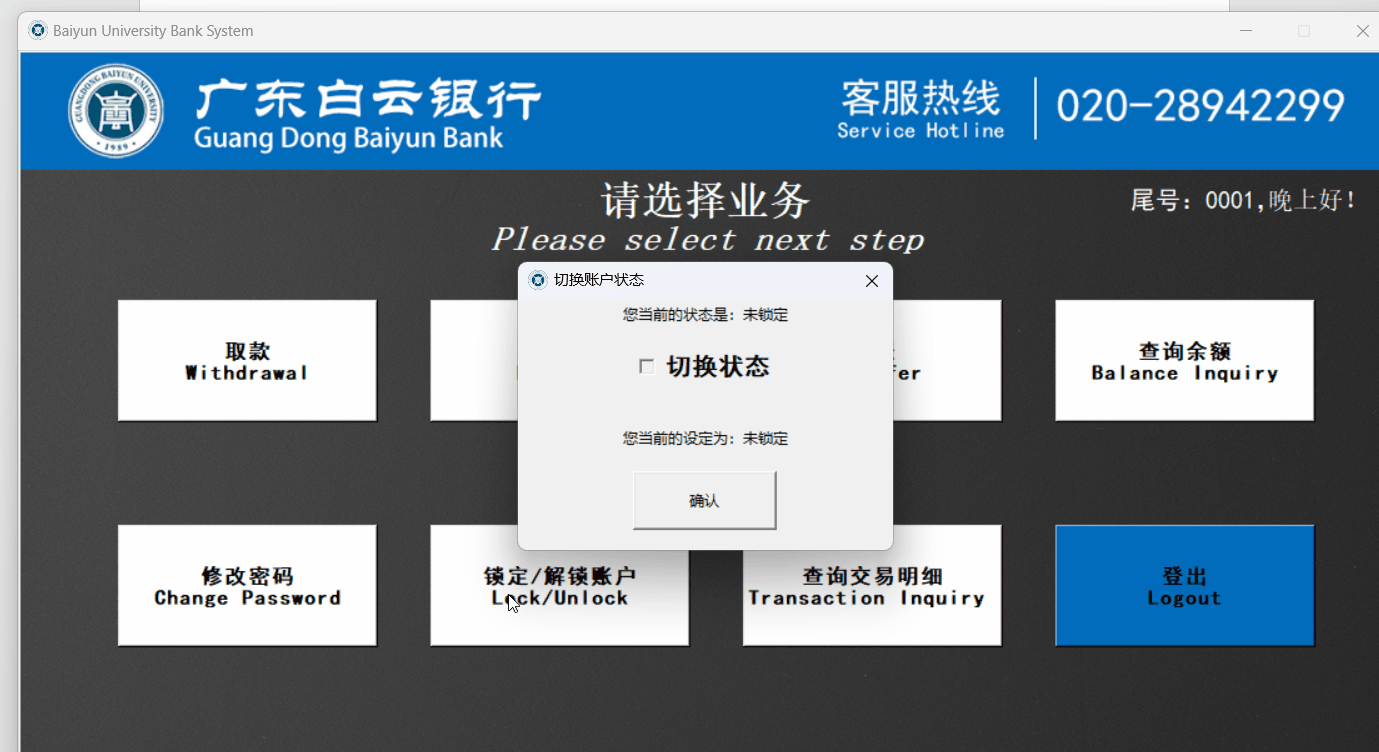 Baiyun University Bank System
GUANGDONG BAIYUN UNIVERSITY
· 1989 ·
广东白云银行
Guang Dong Baiyun Bank
客服热线
Service Hotline
020-28942299
请选择业务
Please select next step
尾号：0001,晚上好！
切换账户状态
您当前的状态是：未锁定
切换状态
您当前的设定为：未锁定
确认
取款
Withdrawal
er
查询余额
Balance Inquiry
修改密码
Change Password
锁定/解锁账户
Lock/Unlock
查询交易明细
Transaction Inquiry
登出
Logout